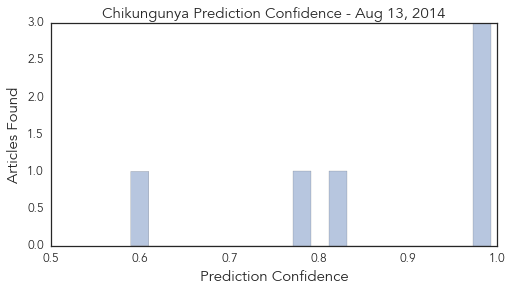 Chikungunya Prediction Confidence - Aug 13, 2014
Articles Found
3.0
2.5
2.0
1.5
1.0
0.5
0.0
0.5 0.6 0.7 0.8 0.9 1.0
Prediction Confidence